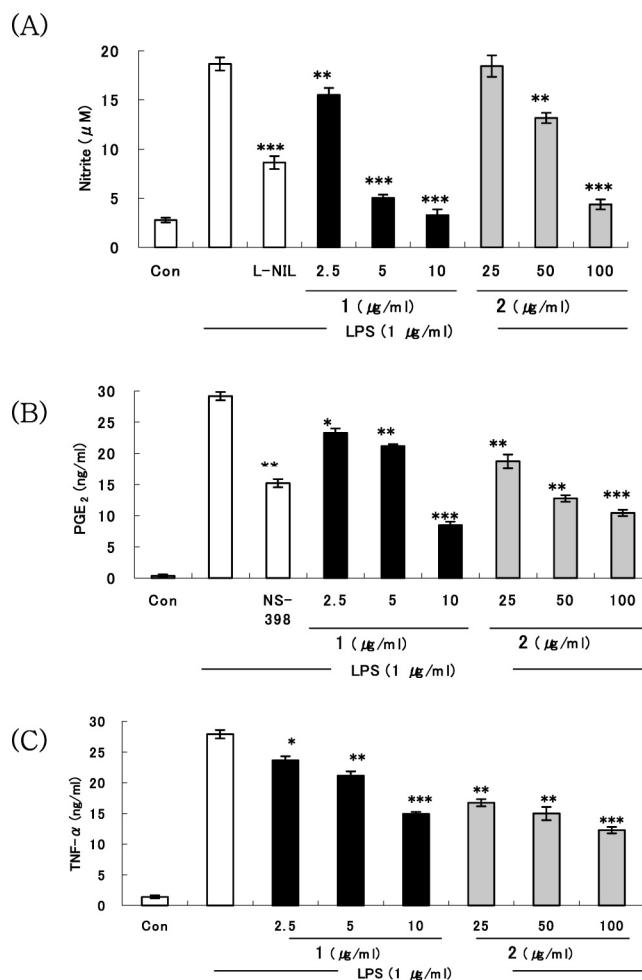 (A)
20
15
10
5
0
Nitrite (μM)
** *** *** *** ** ***
Con L-NIL 2.5 5 10 25 50 100
1 (μg/ml) 2 (μg/ml)
LPS (1 μg/ml)
(B)
30
25
20
15
10
5
0
PGE2 (ng/ml)
** * ** *** ** ** ***
Con NS-398 2.5 5 10 25 50 100
1 (μg/ml) 2 (μg/ml)
LPS (1 μg/ml)
(C)
30
25
20
15
10
5
0
TNF-α (ng/ml)
* ** *** ** ** ***
Con 2.5 5 10 25 50 100
1 (μg/ml) 2 (μg/ml)
LPS (1 μg/ml)